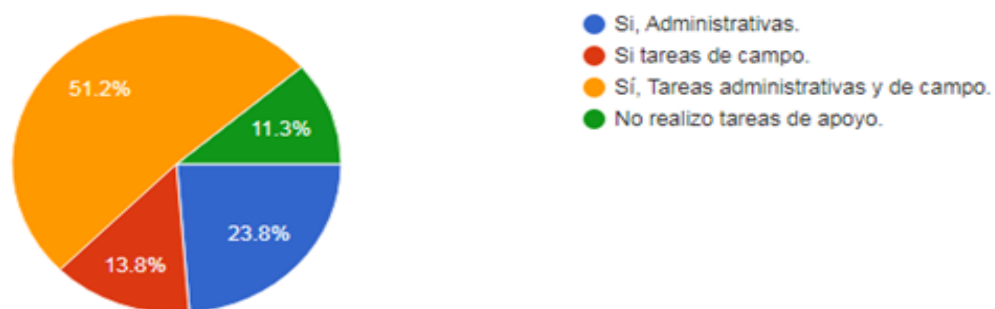 51.2%
11.3%
23.8%
13.8%
Si, Administrativas.
Si tareas de campo.
Sí, Tareas administrativas y de campo.
No realizo tareas de apoyo.